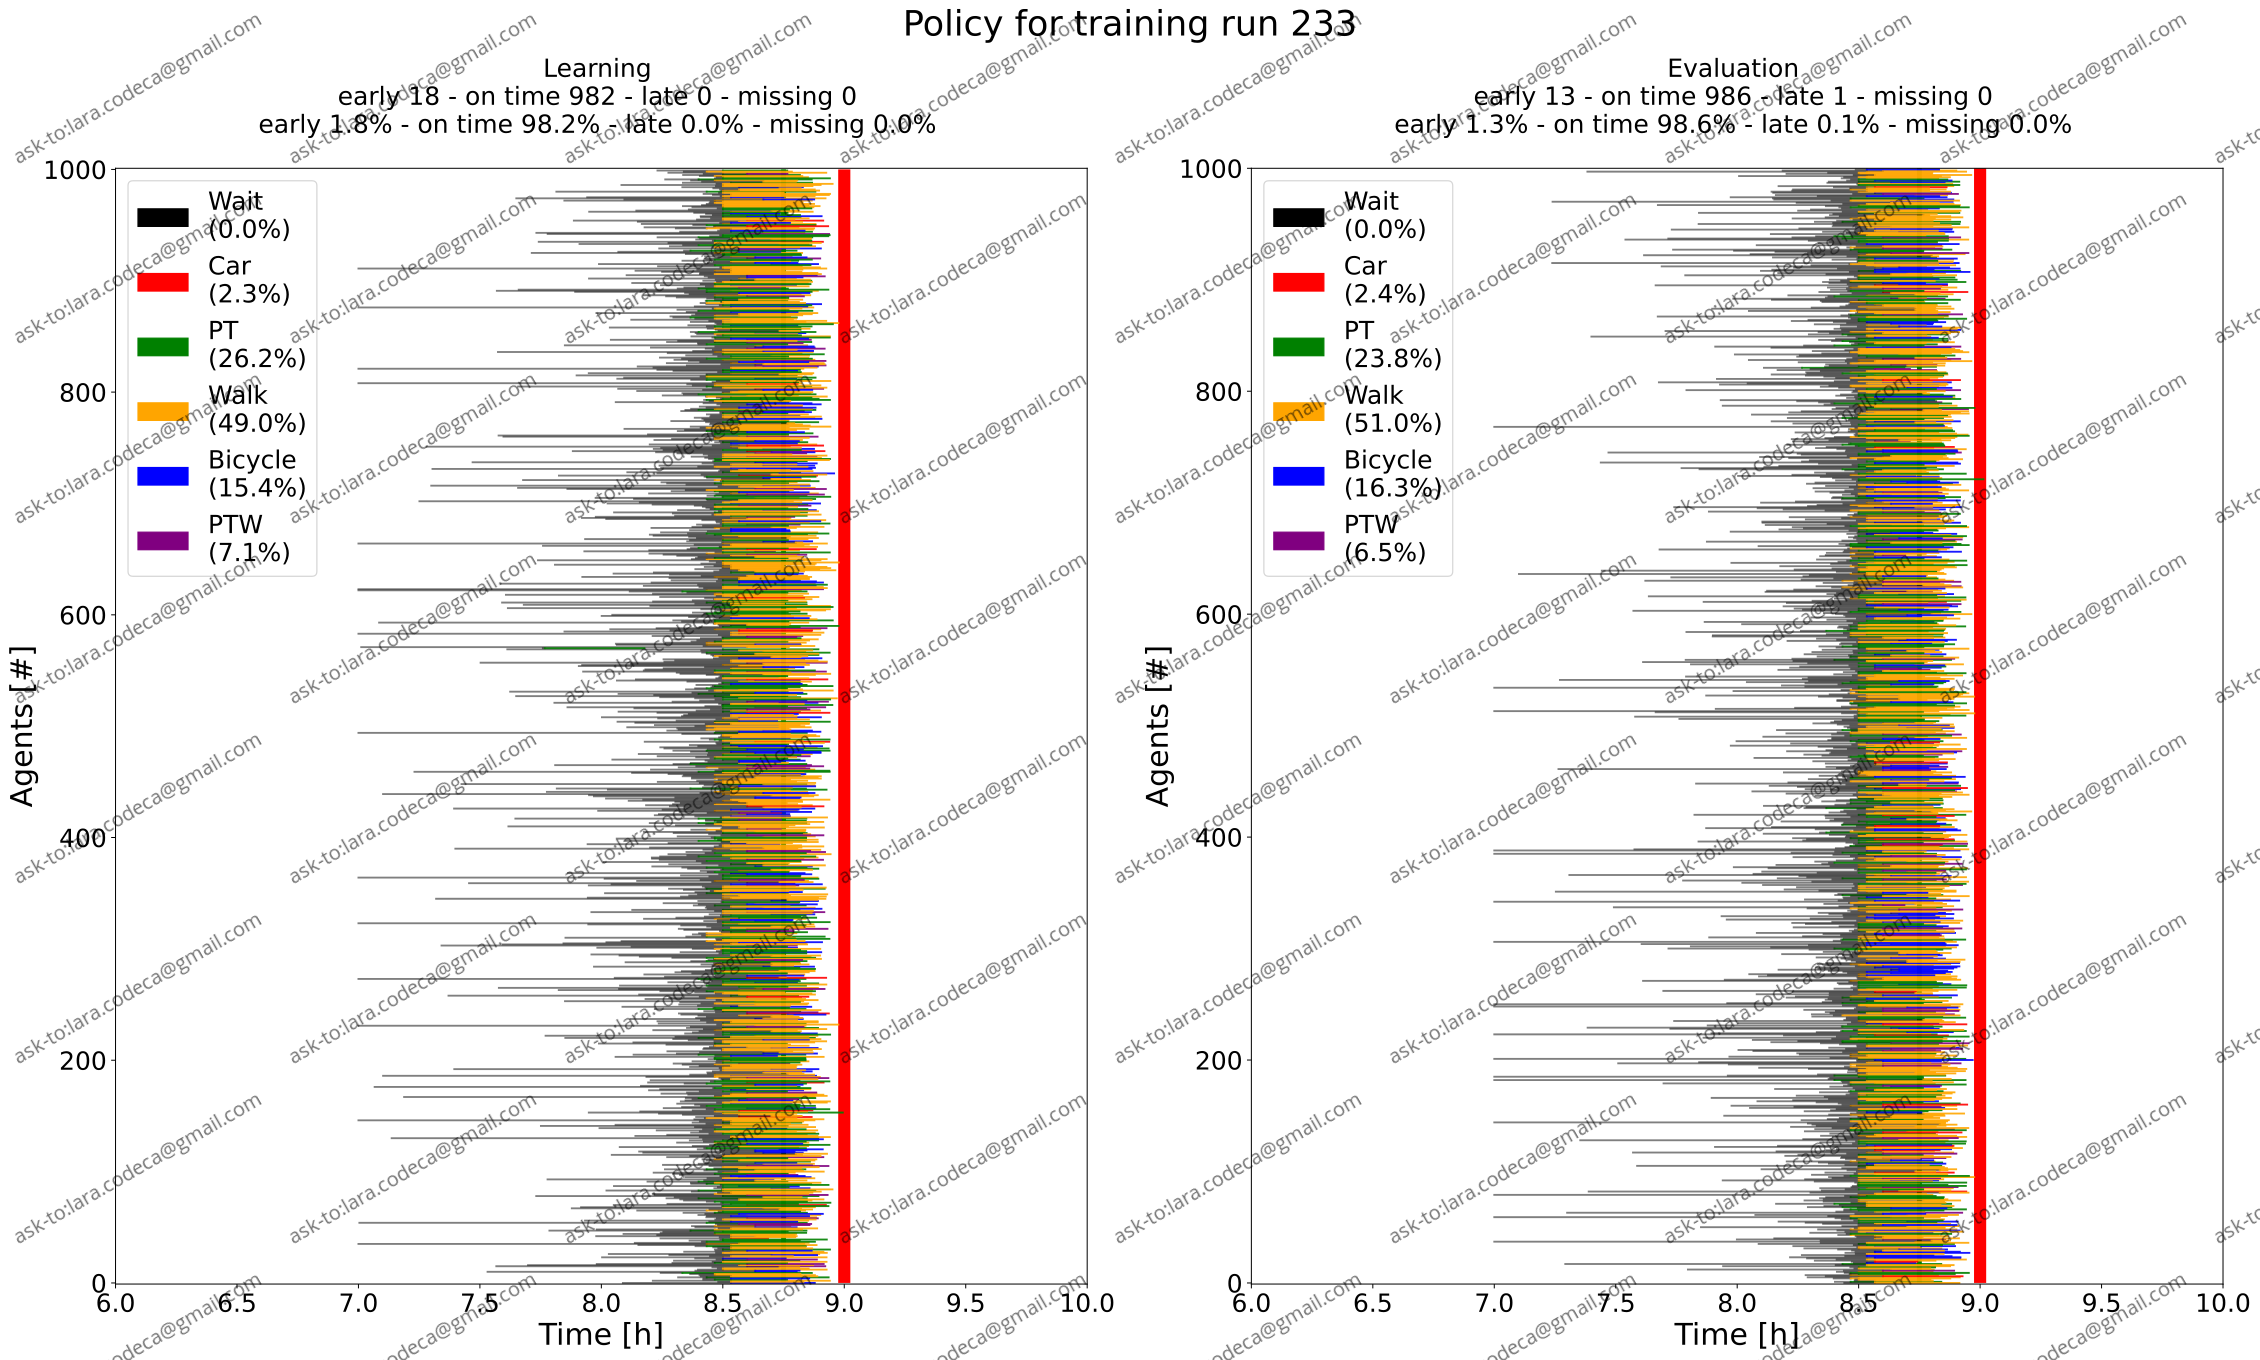 Policy for training run 233
Learning
early 18 - on time 982 - late 0 - missing 0
early 1.8% - on time 98.2% - late 0.0% - missing 0.0%
1000
800
600
400
200
0
Agents [#]
Wait
(0.0%)
Car
(2.3%)
PT
(26.2%)
Walk
(49.0%)
Bicycle
(15.4%)
PTW
(7.1%)
6.0 6.5 7.0 7.5 8.0 8.5 9.0 9.5 10.0
Time [h]
Evaluation
early 13 - on time 986 - late 1 - missing 0
early 1.3% - on time 98.6% - late 0.1% - missing 0.0%
1000
800
600
400
200
0
Agents [#]
Wait
(0.0%)
Car
(2.4%)
PT
(23.8%)
Walk
(51.0%)
Bicycle
(16.3%)
PTW
(6.5%)
6.0 6.5 7.0 7.5 8.0 8.5 9.0 9.5 10.0
Time [h]
ask-to:lara.codeca@gmail.com